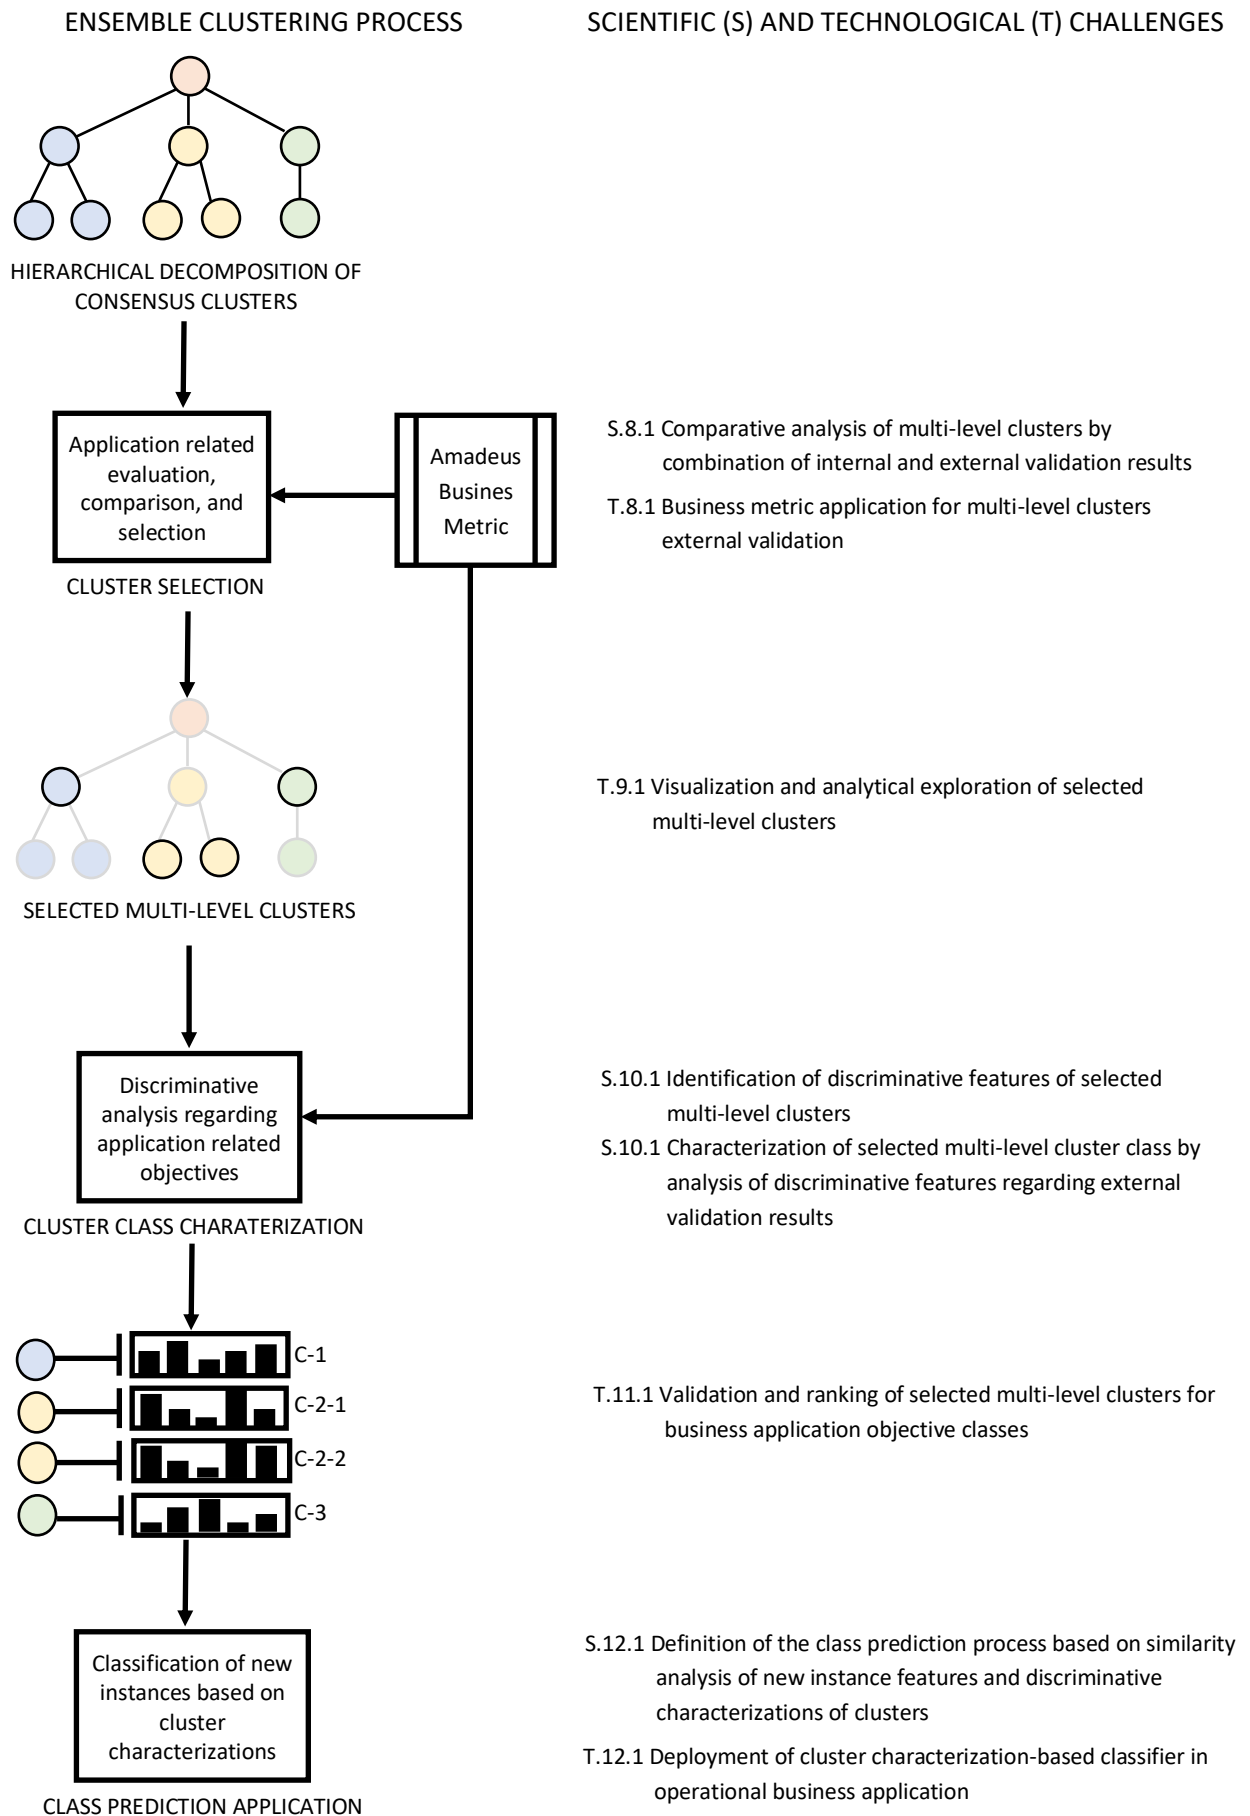 ENSEMBLE CLUSTERING PROCESS
SCIENTIFIC (S) AND TECHNOLOGICAL (T) CHALLENGES
HIERARCHICAL DECOMPOSITION OF
CONSENSUS CLUSTERS
Application related
evaluation,
comparison, and
selection
Amadeus
Busines
Metric
CLUSTER SELECTION
S.8.1 Comparative analysis of multi-level clusters by
combination of internal and external validation results
T.8.1 Business metric application for multi-level clusters
external validation
T.9.1 Visualization and analytical exploration of selected
multi-level clusters
SELECTED MULTI-LEVEL CLUSTERS
Discriminative
analysis regarding
application related
objectives
CLUSTER CLASS CHARATERIZATION
S.10.1 Identification of discriminative features of selected
multi-level clusters
S.10.1 Characterization of selected multi-level cluster class by
analysis of discriminative features regarding external
validation results
C-1
C-2-1
C-2-2
C-3
T.11.1 Validation and ranking of selected multi-level clusters for
business application objective classes
Classification of new
instances based on
cluster
characterizations
CLASS PREDICTION APPLICATION
S.12.1 Definition of the class prediction process based on similarity
analysis of new instance features and discriminative
characterizations of clusters
T.12.1 Deployment of cluster characterization-based classifier in
operational business application